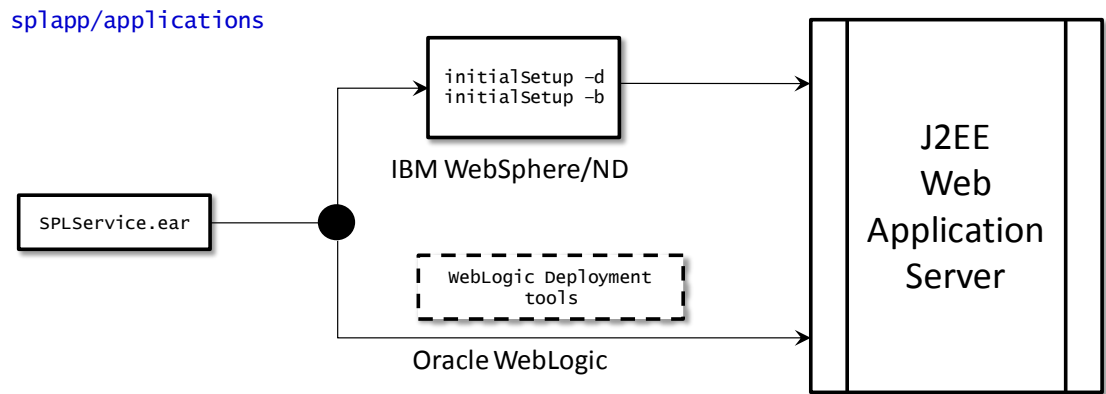 splapp/applications
initialSetup –d
initialSetup –b
IBM WebSphere/ND
SPLService.ear
WebLogic Deployment
tools
Oracle WebLogic
J2EE
Web
Application
Server